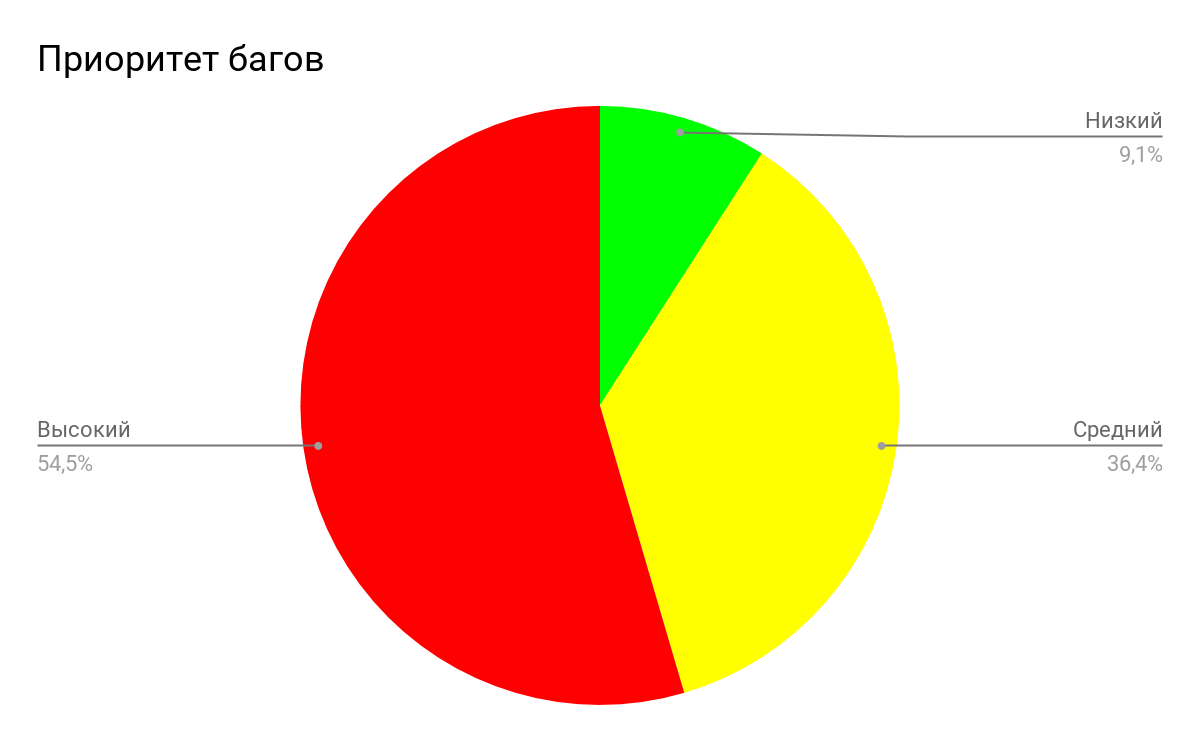 Приоритет багов
Низкий
9,1%
Высокий
54,5%
Средний
36,4%